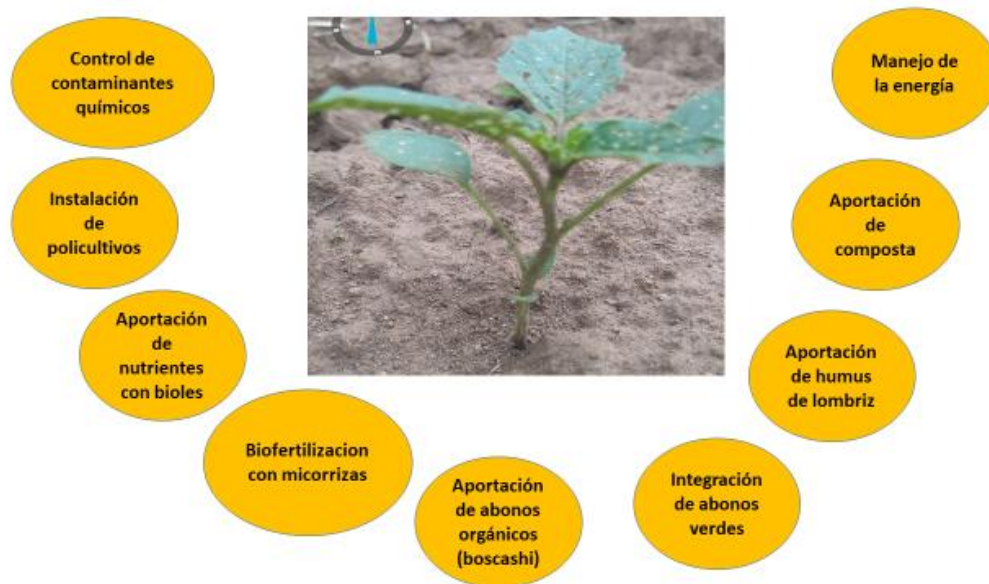 Control de
contaminantes
químicos
Instalación
de
policultivos
Aportación
de
nutrientes
con bioles
Biofertilizacion
con micorrizas
Aportación
de abonos
orgánicos
(boscashi)
Integración
de abonos
verdes
Aportación
de humus
de lombriz
Aportación
de
composta
Manejo de
la energía